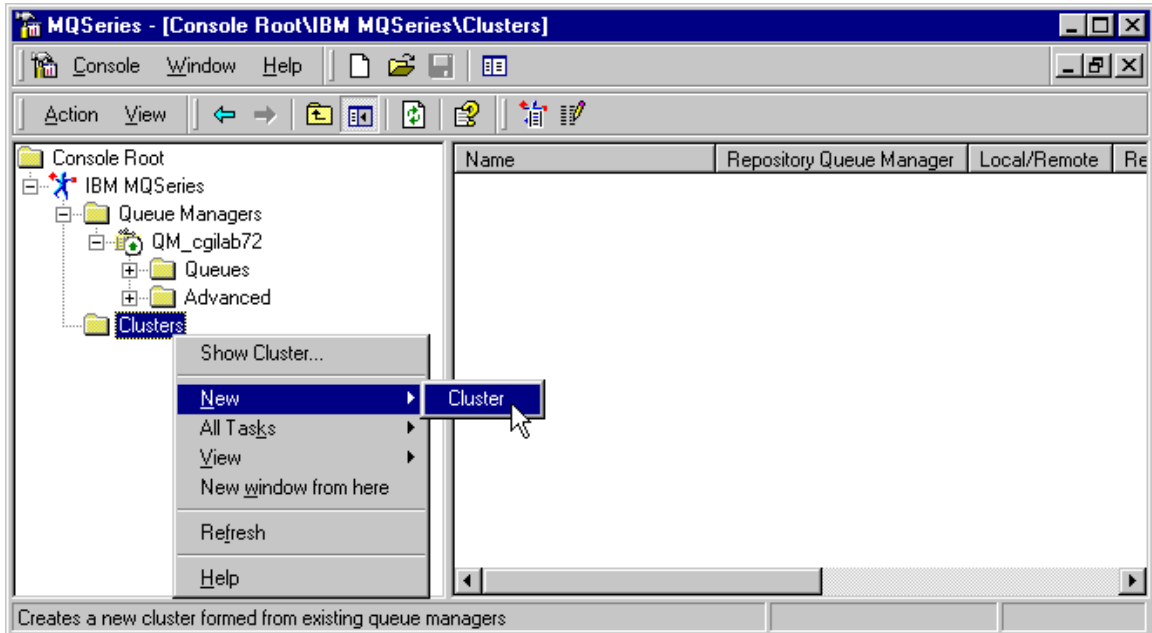 MQSeries - [Console Root\IBM MQSeries\Clusters]
Console Window Help
Action View
Console Root
IBM MQSeries
Queue Managers
QM_cgilab72
Queues
Advanced
Clusters
Name Repository Queue Manager Local/Remote Re
Show Cluster...
New
Cluster
All Tasks
View
New window from here
Refresh
Help
Creates a new cluster formed from existing queue managers